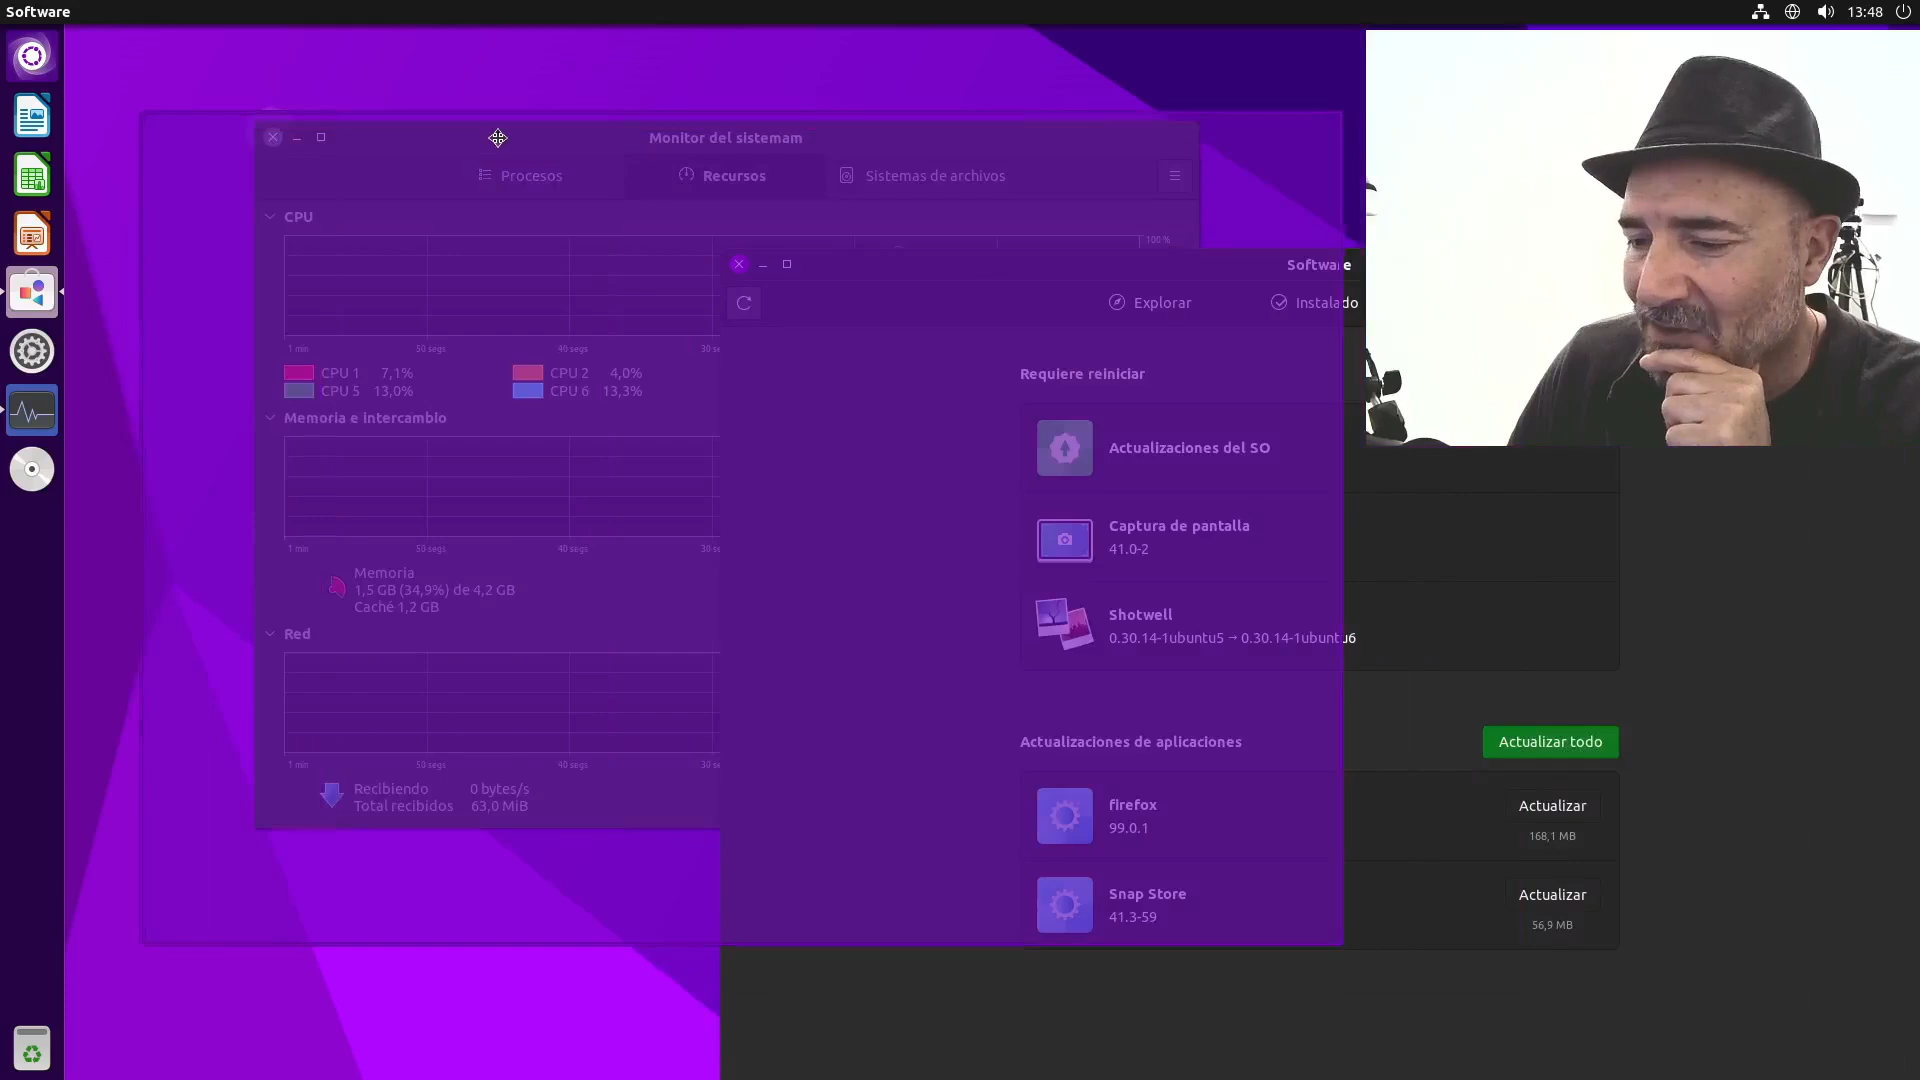 Software
13:48
Monitor del sistemam
Procesos
Recursos
Sistemas de archivos
CPU
100 %
1 min
50 segs
40 segs
CPU 1 7,1%
CPU 2 4,0%
CPU 5 13,0%
CPU 6 13,3%
Memoria e intercambio
1 min
50 segs
40 segs
Memoria
1,5 GB (34,9%) de 4,2 GB
Caché 1,2 GB
Red
1 min
50 segs
40 segs
Recibiendo 0 bytes/s
Total recibidos 63,0 MiB
Software
Explorar
Instalado
Requiere reiniciar
Actualizaciones del SO
Captura de pantalla
41.0-2
Shotwell
0.30.14-1ubuntu5 → 0.30.14-1ubuntu6
Actualizaciones de aplicaciones
Actualizar todo
firefox
99.0.1
Actualizar
168,1 MB
Snap Store
41.3-59
Actualizar
56,9 MB